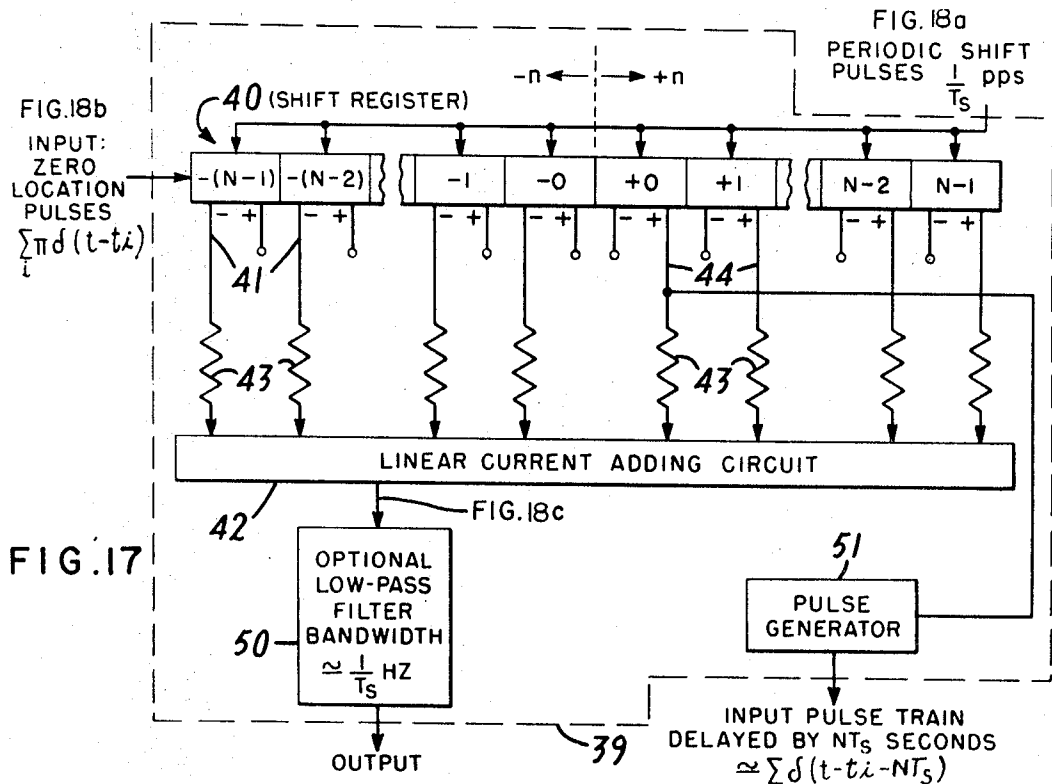 FIG. 18a
PERIODIC SHIFT
PULSES 1/TS pps
-n +n
FIG. 18b
INPUT:
ZERO
LOCATION
PULSES
∑i πδ(t-ti)
40 (SHIFT REGISTER)
-(N-1) -(N-2) -1 -0 +0 +1 N-2 N-1
- + - + - + - + - + - + - + - +
41 44
43 43
LINEAR CURRENT ADDING CIRCUIT
42
FIG. 18c
FIG. 17
OPTIONAL
LOW-PASS
FILTER
BANDWIDTH
≃ 1/TS HZ
50
51
PULSE
GENERATOR
OUTPUT
39
INPUT PULSE TRAIN
DELAYED BY NTS SECONDS
≃ ∑δ(t-ti-NTS)